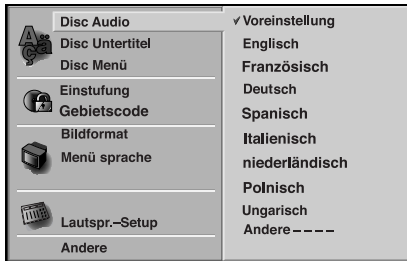 Disc Audio
Disc Untertitel
Disc Menü
Einstufung
Gebietscode
Bildformat
Menü sprache
Lautspr.–Setup
Andere
✓Voreinstellung
Englisch
Französisch
Deutsch
Spanisch
Italienisch
niederländisch
Polnisch
Ungarisch
Andere – – – –